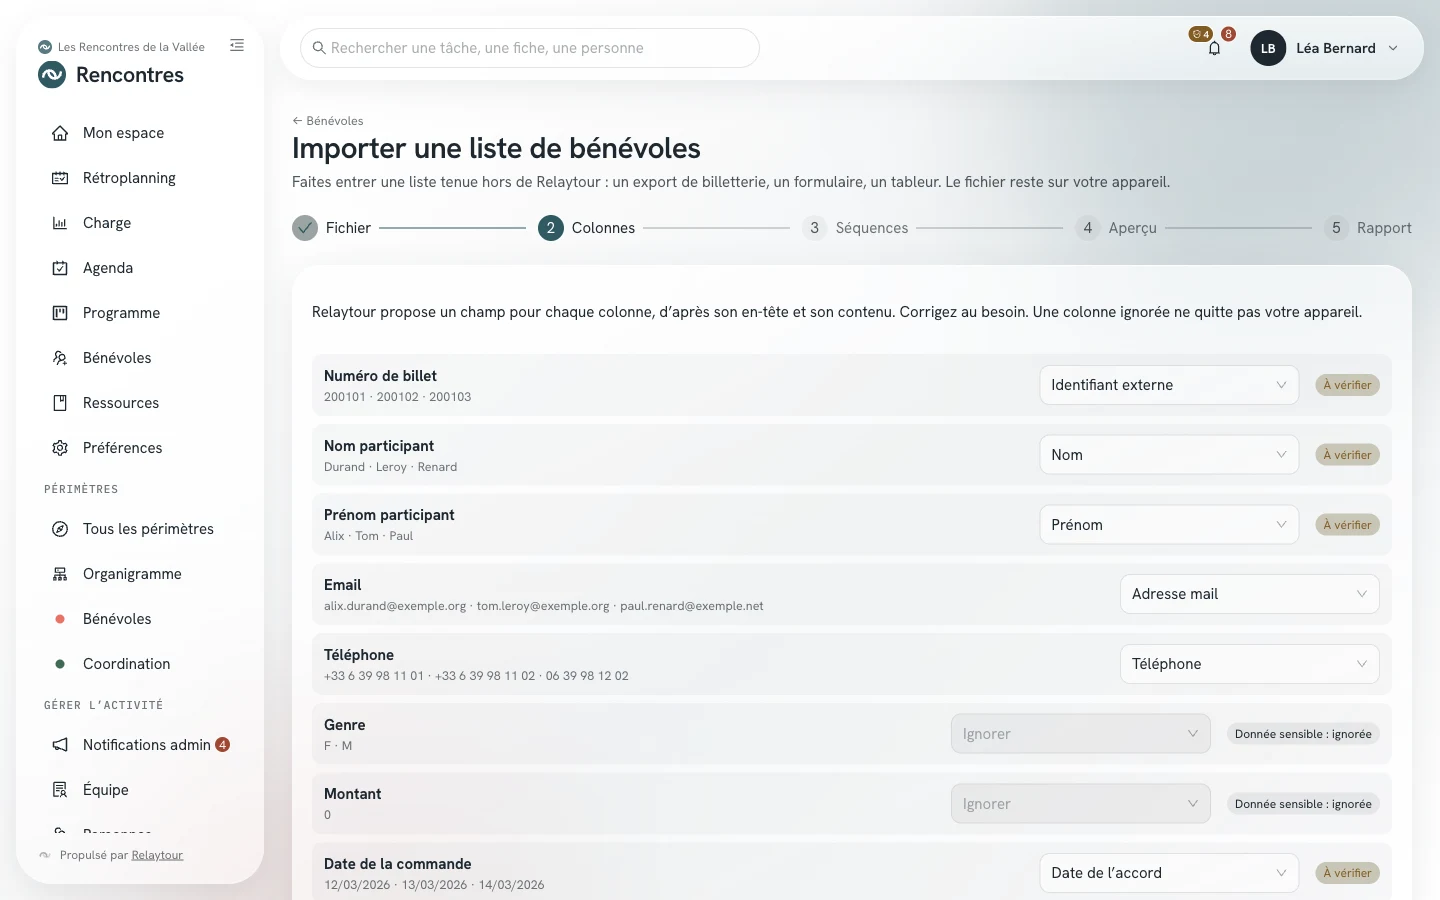 Les Rencontres de la Vallée
Rencontres
Rechercher une tâche, une fiche, une personne
4
8
LB
Léa Bernard
Mon espace
Rétroplanning
Charge
Agenda
Programme
Bénévoles
Ressources
Préférences
PÉRIMÈTRES
Tous les périmètres
Organigramme
Bénévoles
Coordination
GÉRER L’ACTIVITÉ
Notifications admin 4
Équipe
Propulsé par Relaytour
← Bénévoles
Importer une liste de bénévoles
Faites entrer une liste tenue hors de Relaytour : un export de billetterie, un formulaire, un tableur. Le fichier reste sur votre appareil.
Fichier
2 Colonnes
3 Séquences
4 Aperçu
5 Rapport
Relaytour propose un champ pour chaque colonne, d’après son en-tête et son contenu. Corrigez au besoin. Une colonne ignorée ne quitte pas votre appareil.
Numéro de billet
200101 · 200102 · 200103
Identifiant externe
À vérifier
Nom participant
Durand · Leroy · Renard
Nom
À vérifier
Prénom participant
Alix · Tom · Paul
Prénom
À vérifier
Email
alix.durand@exemple.org · tom.leroy@exemple.org · paul.renard@exemple.net
Adresse mail
Téléphone
+33 6 39 98 11 01 · +33 6 39 98 11 02 · 06 39 98 12 02
Téléphone
Genre
F · M
Ignorer
Donnée sensible : ignorée
Montant
0
Ignorer
Donnée sensible : ignorée
Date de la commande
12/03/2026 · 13/03/2026 · 14/03/2026
Date de l’accord
À vérifier